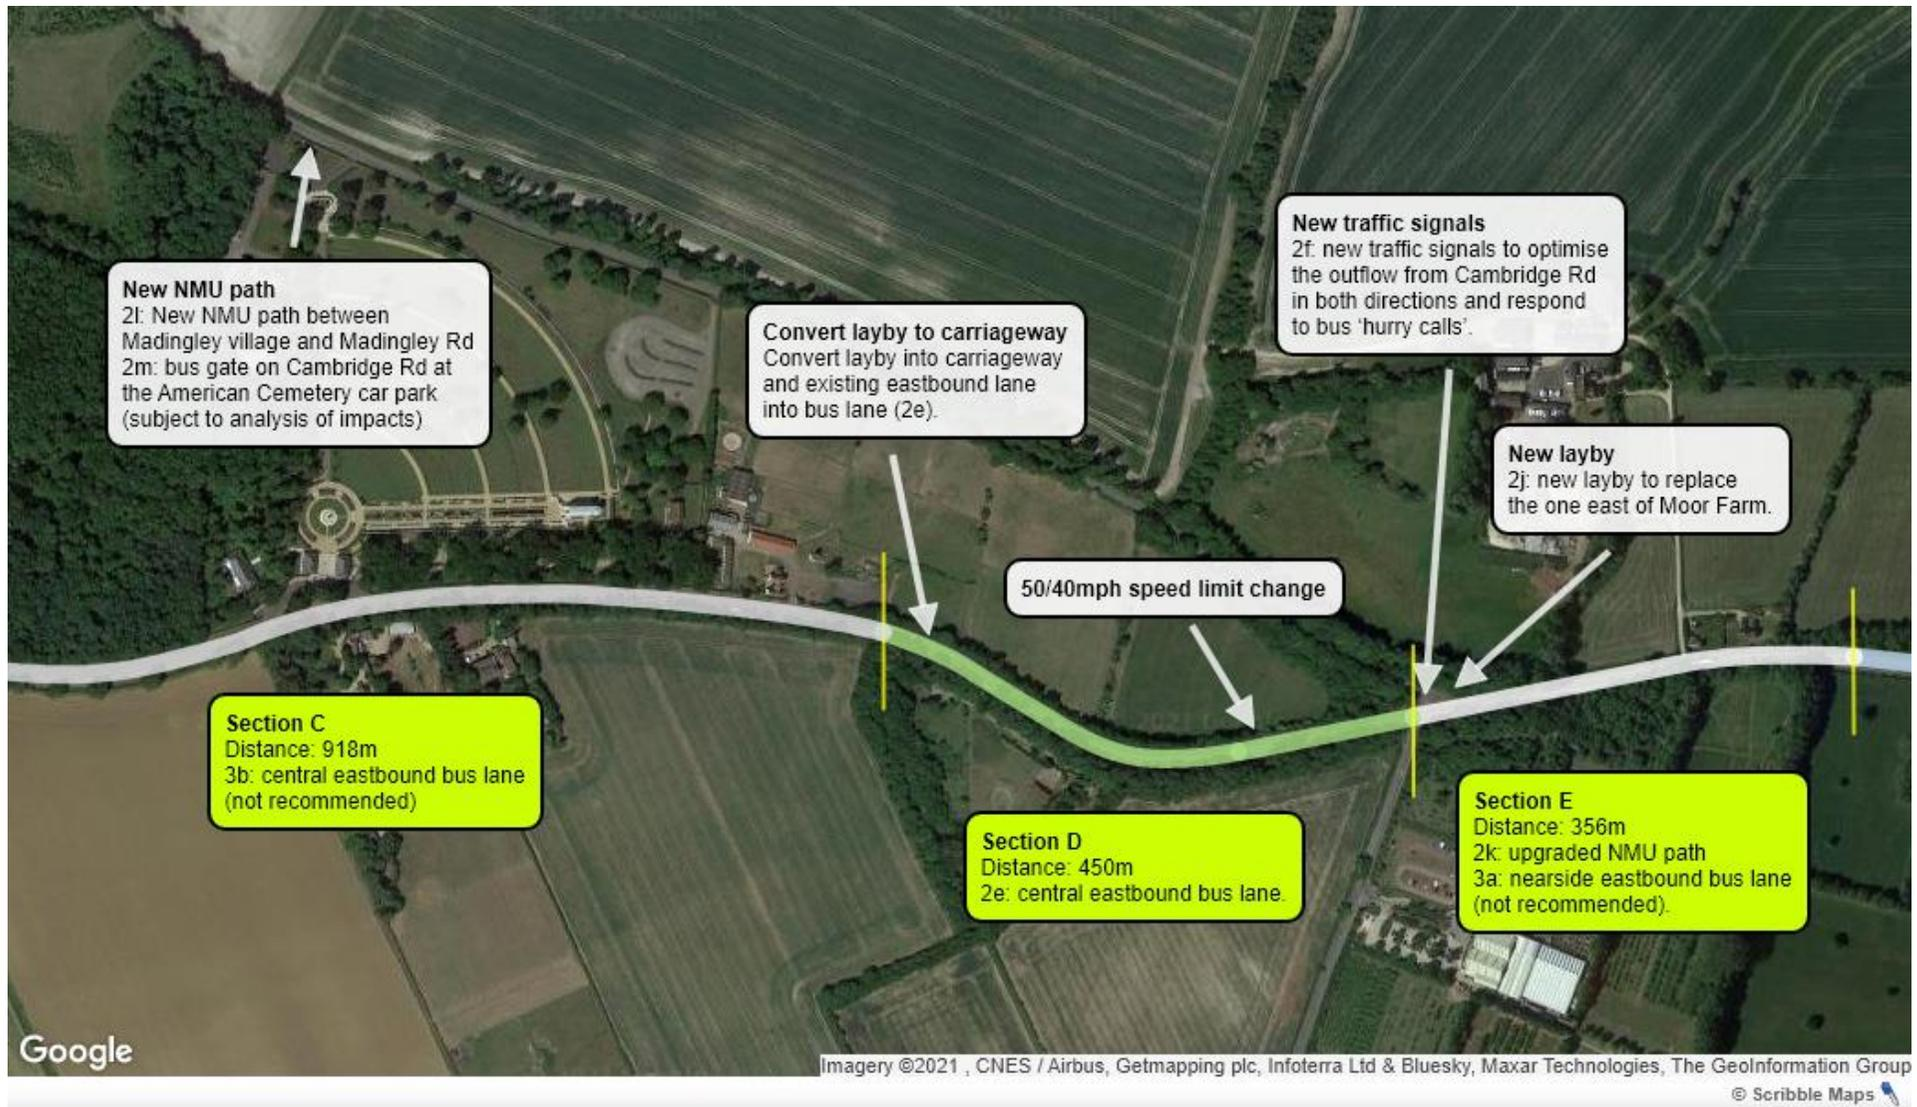 New NMU path
2l: New NMU path between
Madingley village and Madingley Rd
2m: bus gate on Cambridge Rd at
the American Cemetery car park
(subject to analysis of impacts)
Convert layby to carriageway
Convert layby into carriageway
and existing eastbound lane
into bus lane (2e).
New traffic signals
2f: new traffic signals to optimise
the outflow from Cambridge Rd
in both directions and respond
to bus ‘hurry calls’.
New layby
2j: new layby to replace
the one east of Moor Farm.
50/40mph speed limit change
Section C
Distance: 918m
3b: central eastbound bus lane
(not recommended)
Section D
Distance: 450m
2e: central eastbound bus lane.
Section E
Distance: 356m
2k: upgraded NMU path
3a: nearside eastbound bus lane
(not recommended).
Google
Imagery ©2021 , CNES / Airbus, Getmapping plc, Infoterra Ltd & Bluesky, Maxar Technologies, The GeoInformation Group
© Scribble Maps